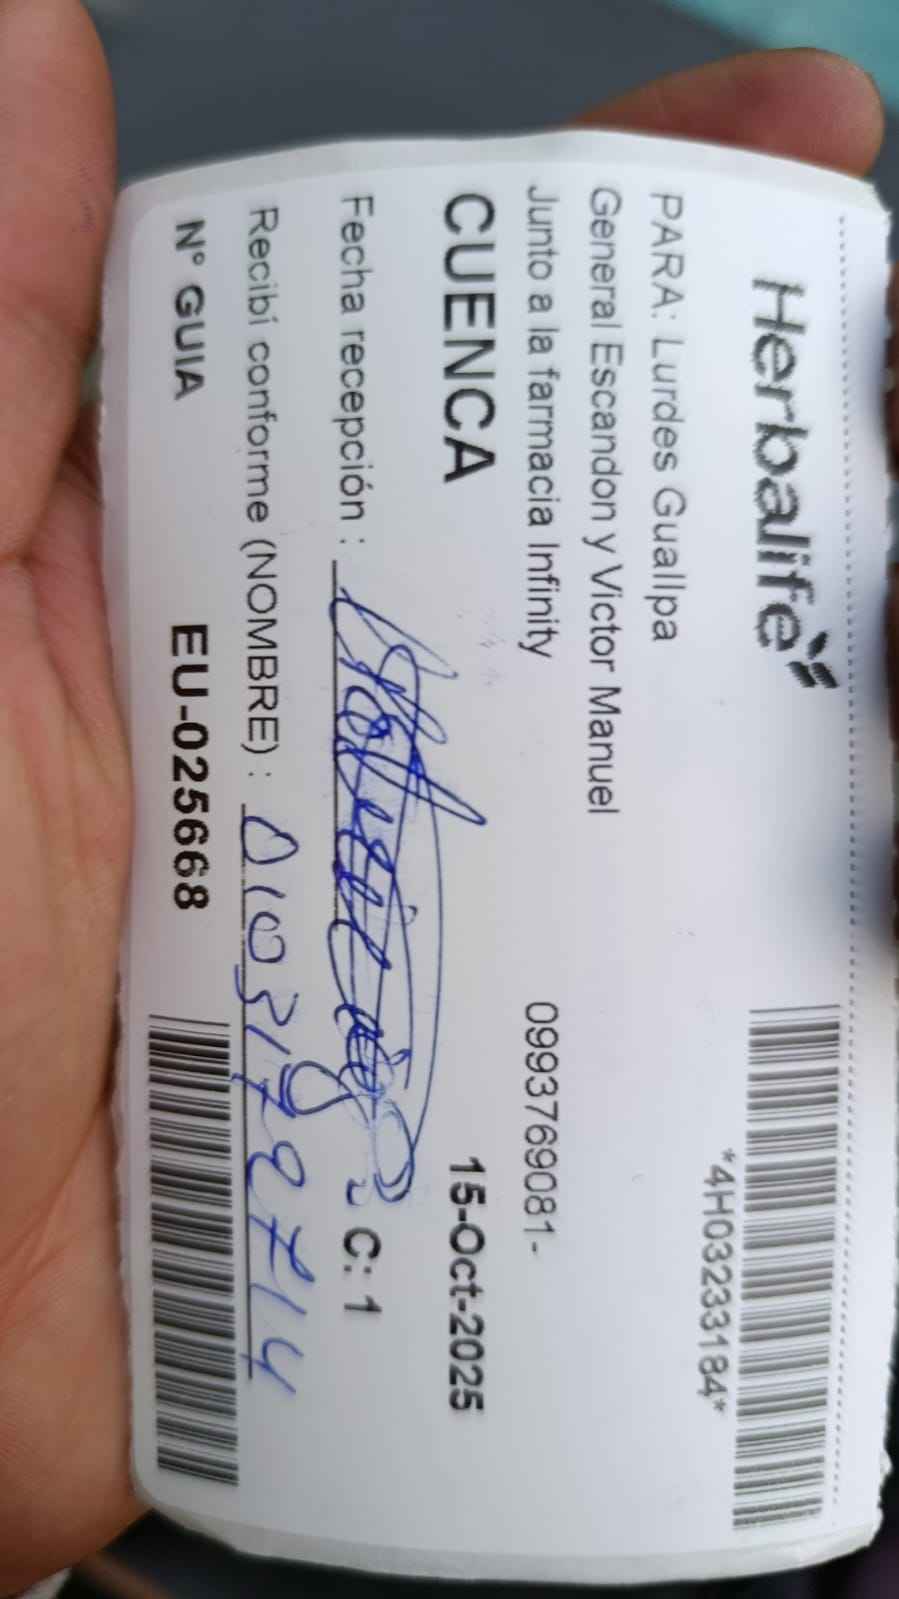 Herbalife
*4H03233184*
PARA: Lurdes Guallpa
General Escandon y Victor Manuel
Junto a la farmacia Infinity 0993769081-
CUENCA 15-Oct-2025
Fecha recepción : C: 1
Recibí conforme (NOMBRE) :
N° GUIA EU-025668